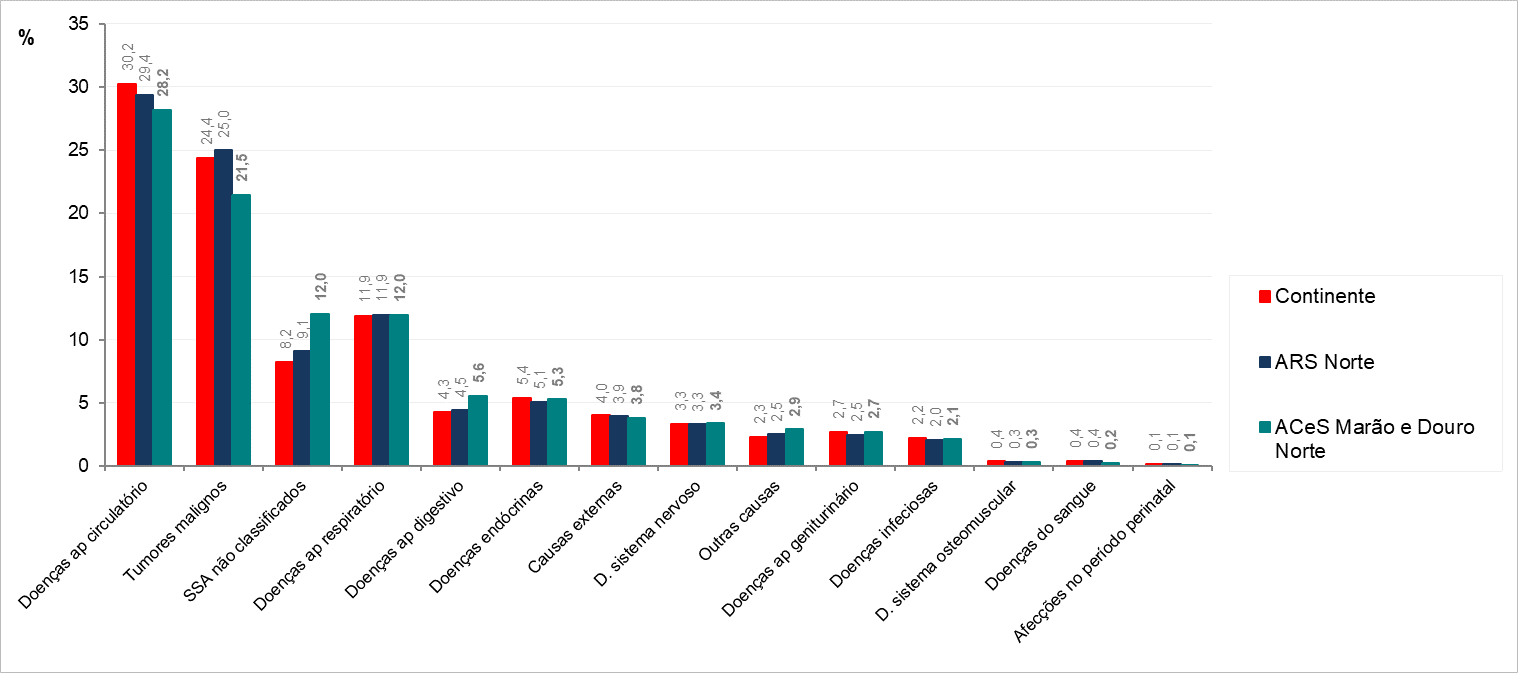 %
35
30
25
20
15
10
5
0
30,2
29,4
28,2
24,4
25,0
21,5
8,2
9,1
12,0
11,9
11,9
12,0
4,3
4,5
5,6
5,4
5,1
5,3
4,0
3,9
3,8
3,3
3,3
3,4
2,3
2,5
2,9
2,7
2,5
2,7
2,2
2,0
2,1
0,4
0,3
0,3
0,4
0,4
0,2
0,1
0,1
0,1
Doenças ap circulatório
Tumores malignos
SSA não classificados
Doenças ap respiratório
Doenças ap digestivo
Doenças endócrinas
Causas externas
D. sistema nervoso
Outras causas
Doenças ap geniturinário
Doenças infeciosas
D. sistema osteomuscular
Doenças do sangue
Afecções no período perinatal
Continente
ARS Norte
ACeS Marão e Douro
Norte